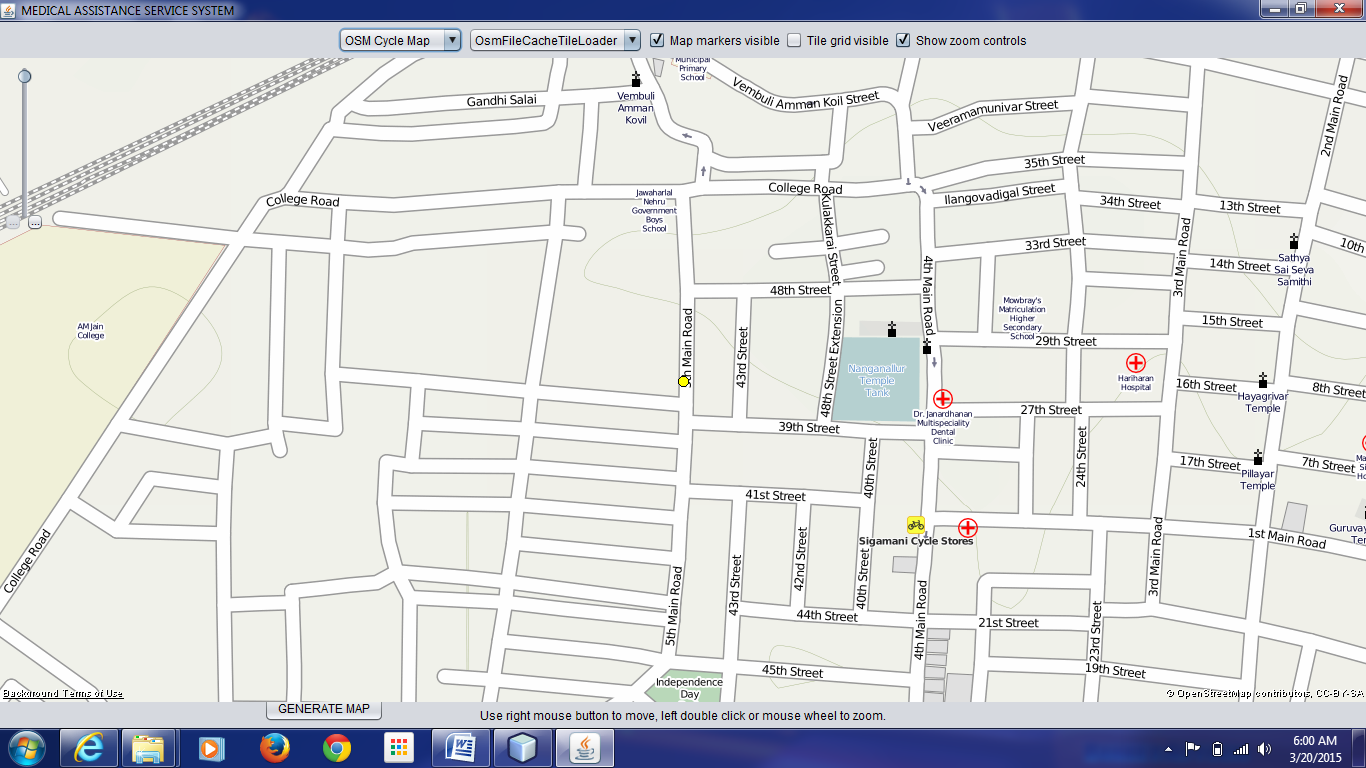 MEDICAL ASSISTANCE SERVICE SYSTEM
OSM Cycle Map
OsmFileCacheTileLoader
Map markers visible
Tile grid visible
Show zoom controls
Municipal
Primary
School
Gandhi Salai
Vembuli
Amman
Kovil
Vembuli Amman Koil Street
Veeramamunivar Street
2nd Main Road
35th Street
College Road
College Road
Ilangovadigal Street
34th Street
13th Street
Jawaharlal
Nehru
Government
Boys
School
Kulakkarai Street
33rd Street
3rd Main Road
10th
14th Street
Sathya
Sai Seva
Samithi
4th Main Road
48th Street
Mowbray's
Matriculation
Higher
Secondary
School
AM Jain
College
Main Road
43rd Street
48th Street Extension
15th Street
29th Street
Nanganallur
Temple
Tank
Hariharan
Hospital
16th Street
8th Street
Hayagrivar
Temple
27th Street
Dr. Janardhanan
Multispeciality
Dental
Clinic
39th Street
40th Street
24th Street
17th Street
7th Street
Pillayar
Temple
41st Street
Sigamani Cycle Stores
1st Main Road
College Road
43rd Street
42nd Street
40th Street
3rd Main Road
5th Main Road
4th Main Road
44th Street
21st Street
23rd Street
45th Street
19th Street
Independence
Day
Background Terms of Use
© OpenStreetMap contributors, CC-BY-SA
GENERATE MAP
Use right mouse button to move, left double click or mouse wheel to zoom.
6:00 AM
3/20/2015